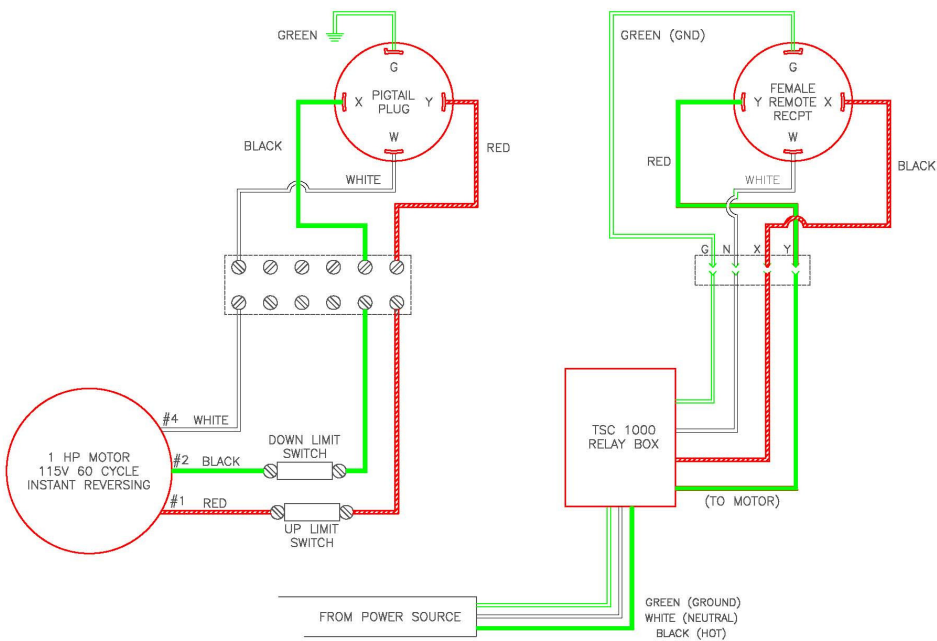 GREEN
G
X
PIGTAIL
PLUG
Y
W
BLACK
RED
WHITE
#4 WHITE
1 HP MOTOR
115V 60 CYCLE
INSTANT REVERSING
#2 BLACK
DOWN LIMIT
SWITCH
#1 RED
UP LIMIT
SWITCH
GREEN (GND)
G
FEMALE
Y REMOTE X
RECPT
W
RED
WHITE
BLACK
G N X Y
TSC 1000
RELAY BOX
(TO MOTOR)
FROM POWER SOURCE
GREEN (GROUND)
WHITE (NEUTRAL)
BLACK (HOT)